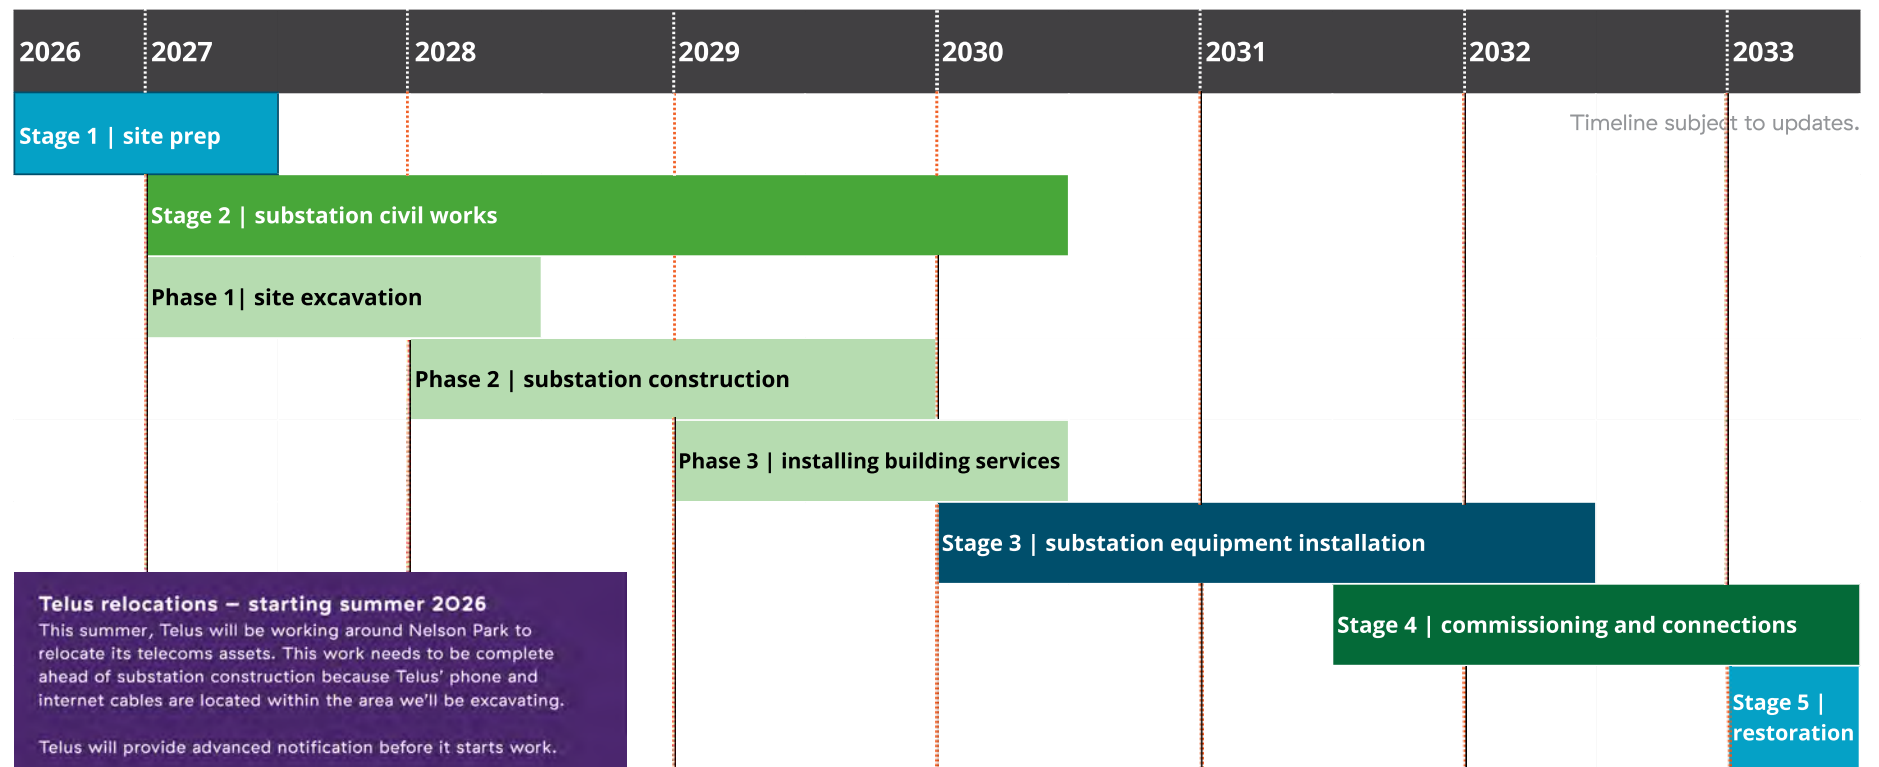 2026 2027 2028 2029 2030 2031 2032 2033
Timeline subject to updates.
Stage 1 | site prep
Stage 2 | substation civil works
Phase 1| site excavation
Phase 2 | substation construction
Phase 3 | installing building services
Stage 3 | substation equipment installation
Stage 4 | commissioning and connections
Stage 5 |
restoration
Telus relocations – starting summer 2026
This summer, Telus will be working around Nelson Park to
relocate its telecoms assets. This work needs to be complete
ahead of substation construction because Telus’ phone and
internet cables are located within the area we’ll be excavating.
Telus will provide advanced notification before it starts work.